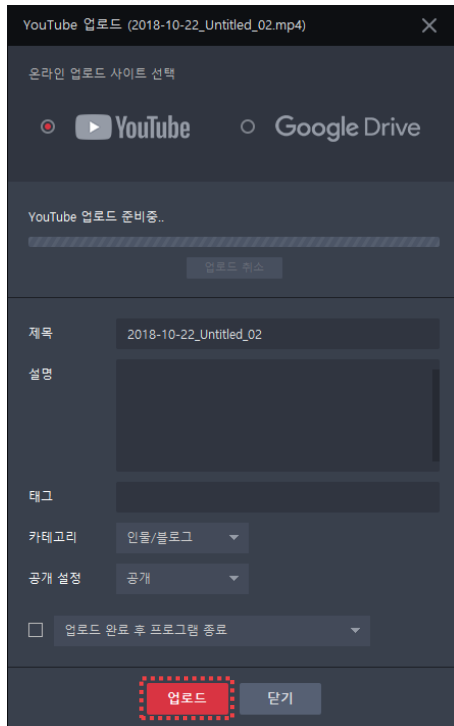 YouTube 업로드 (2018-10-22_Untitled_02.mp4)
온라인 업로드 사이트 선택
YouTube Google Drive
YouTube 업로드 준비중..
업로드 취소
제목 2018-10-22_Untitled_02
설명
태그
카테고리 인물/블로그
공개 설정 공개
업로드 완료 후 프로그램 종료
업로드 닫기